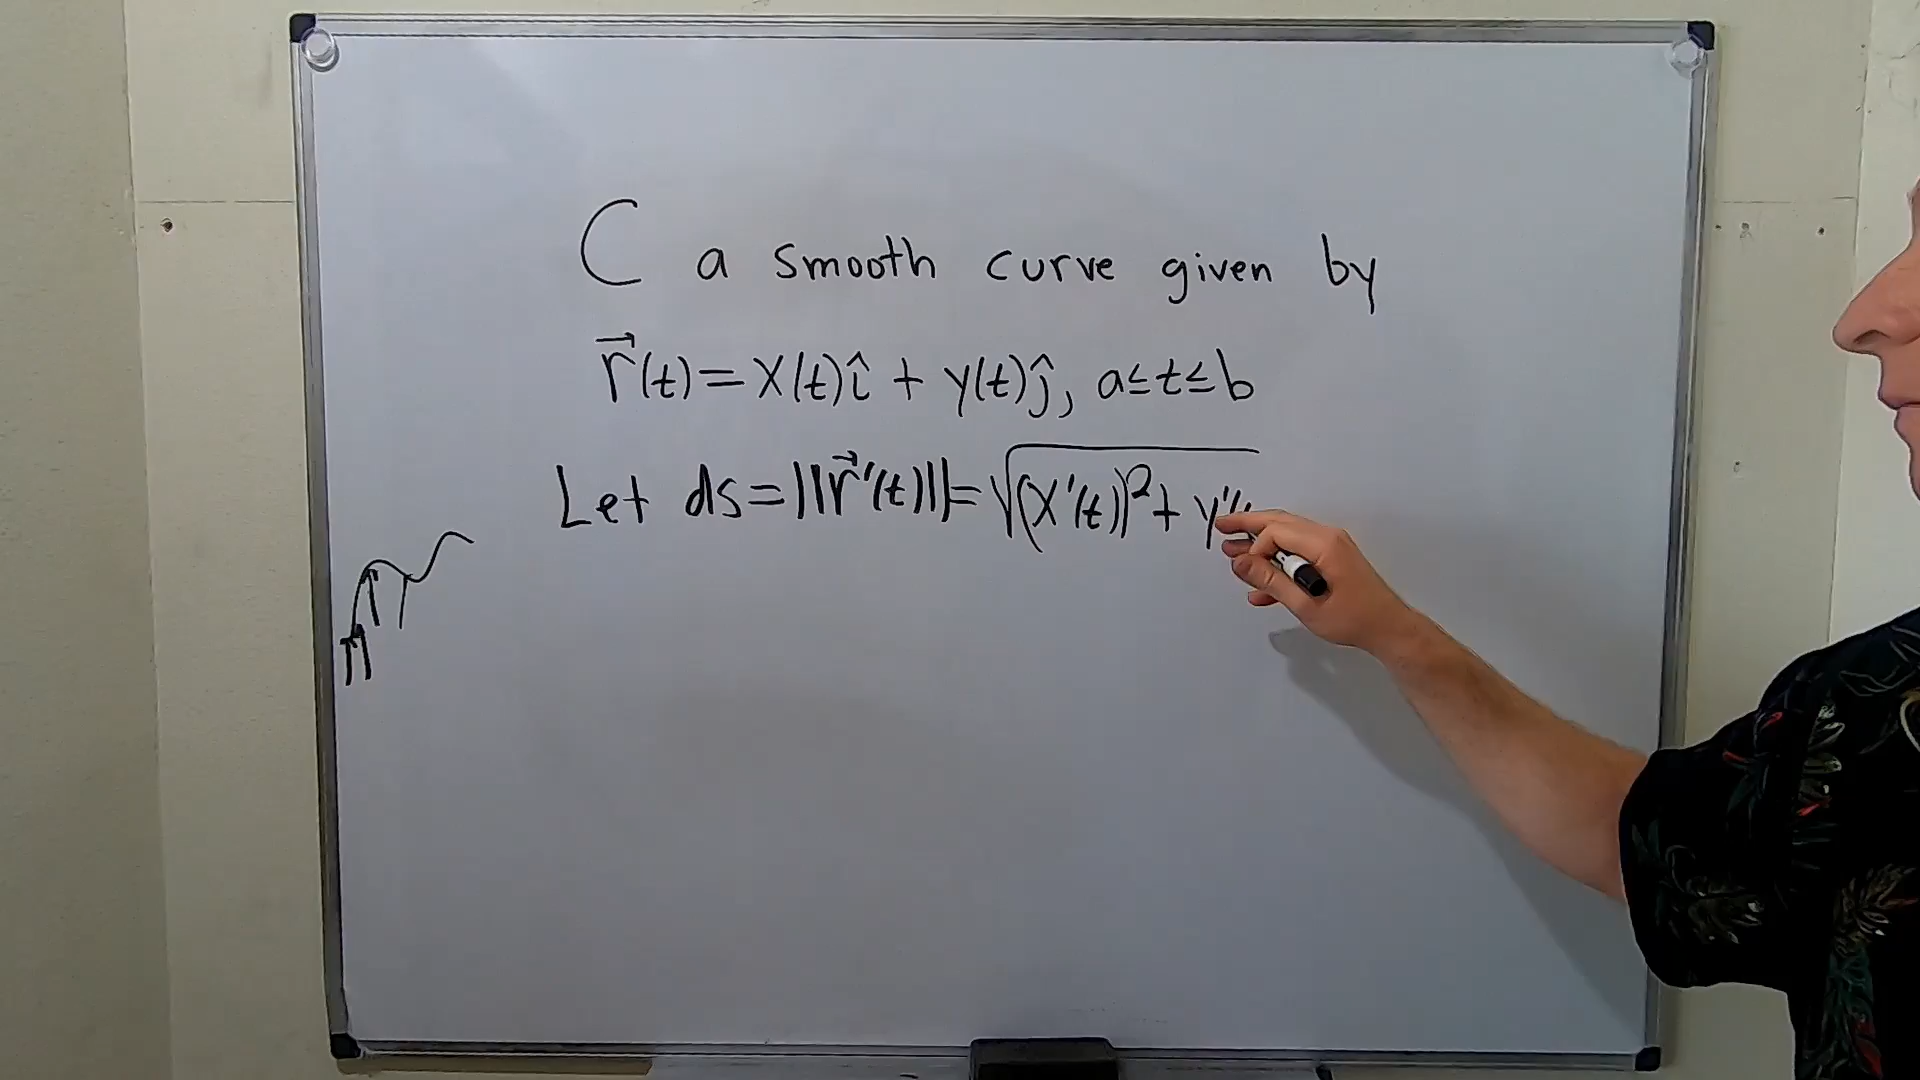 C a smooth curve given by
r⃗(t)=x(t)î + y(t)ĵ, a≤t≤b
Let ds=||r⃗'(t)||=√(x'(t))²+ y'(